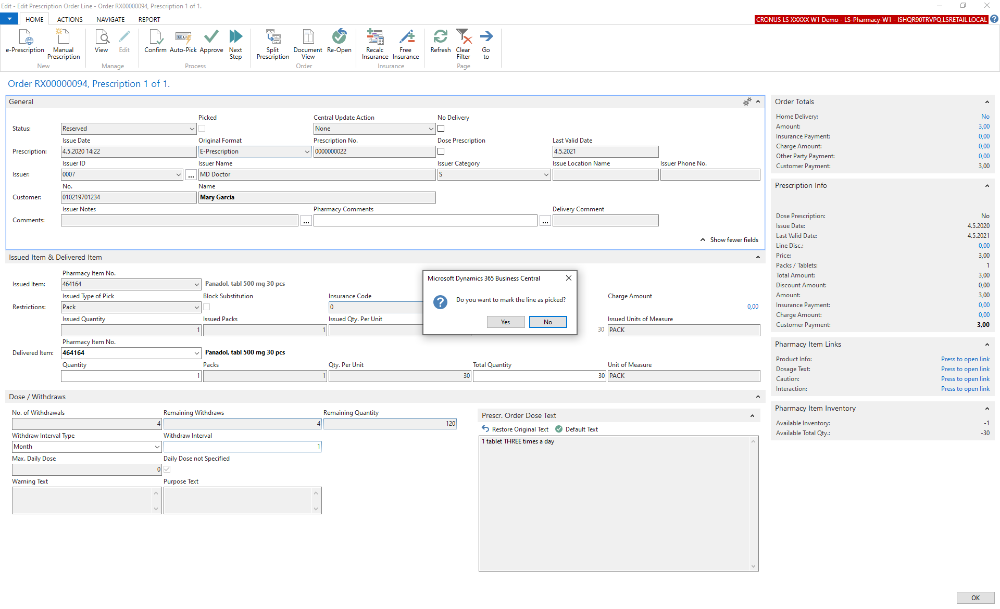 Edit - Edit Prescription Order Line - Order RX00000094, Prescription 1 of 1.
HOME ACTIONS NAVIGATE REPORT
CRONUS LS XXXXX W1 Demo - LS-Pharmacy-W1 - ISHQR90TRVPQ.LSRETAIL.LOCAL
e-Prescription
Manual Prescription
View
Edit
Confirm
Auto-Pick
Approve
Next Step
Split Prescription
Document View
Re-Open
Recalc Insurance
Free Insurance
Refresh
Clear Filter
Go to
New Manage Process Order Insurance Page
Order RX00000094, Prescription 1 of 1.
General
Picked Central Update Action No Delivery
Status: Reserved None
Issue Date Original Format Prescription No. Dose Prescription Last Valid Date
Prescription: 4.5.2020 14:22 E-Prescription 0000000022 4.5.2021
Issuer ID Issuer Name Issuer Category Issue Location Name Issuer Phone No.
Issuer: 0007 ... MD Doctor S
No. Name
Customer: 010219701234 Mary García
Issuer Notes Pharmacy Comments Delivery Comment
Comments: ... ...
Show fewer fields
Issued Item & Delivered Item
Pharmacy Item No.
Issued Item: 464164 Panadol, tabl 500 mg 30 pcs
Issued Type of Pick Block Substitution Insurance Code Charge Amount
Restrictions: Pack 0 0,00
Issued Quantity Issued Packs Issued Qty. Per Unit Issued Units of Measure
1 1 30 PACK
Pharmacy Item No.
Delivered Item: 464164 Panadol, tabl 500 mg 30 pcs
Quantity Packs Qty. Per Unit Total Quantity Unit of Measure
1 1 30 30 PACK
Microsoft Dynamics 365 Business Central
Do you want to mark the line as picked?
Yes No
Dose / Withdraws
No. of Withdrawals Remaining Withdraws Remaining Quantity
4 4 120
Withdraw Interval Type Withdraw Interval
Month 1
Max. Daily Dose Daily Dose not Specified
0
Warning Text Purpose Text
Prescr. Order Dose Text
Restore Original Text Default Text
1 tablet THREE times a day
Order Totals
Home Delivery: No
Amount: 3,00
Insurance Payment: 0,00
Charge Amount: 0,00
Other Party Payment: 0,00
Customer Payment: 3,00
Prescription Info
Dose Prescription: No
Issue Date: 4.5.2020
Last Valid Date: 4.5.2021
Line Disc.: 0,00
Price: 3,00
Packs / Tablets: 1
Total Amount: 3,00
Discount Amount: 0,00
Amount: 3,00
Insurance Payment: 0,00
Charge Amount: 0,00
Customer Payment: 3,00
Pharmacy Item Links
Product Info: Press to open link
Dosage Text: Press to open link
Caution: Press to open link
Interaction: Press to open link
Pharmacy Item Inventory
Available Inventory: -1
Available Total Qty.: -30
OK